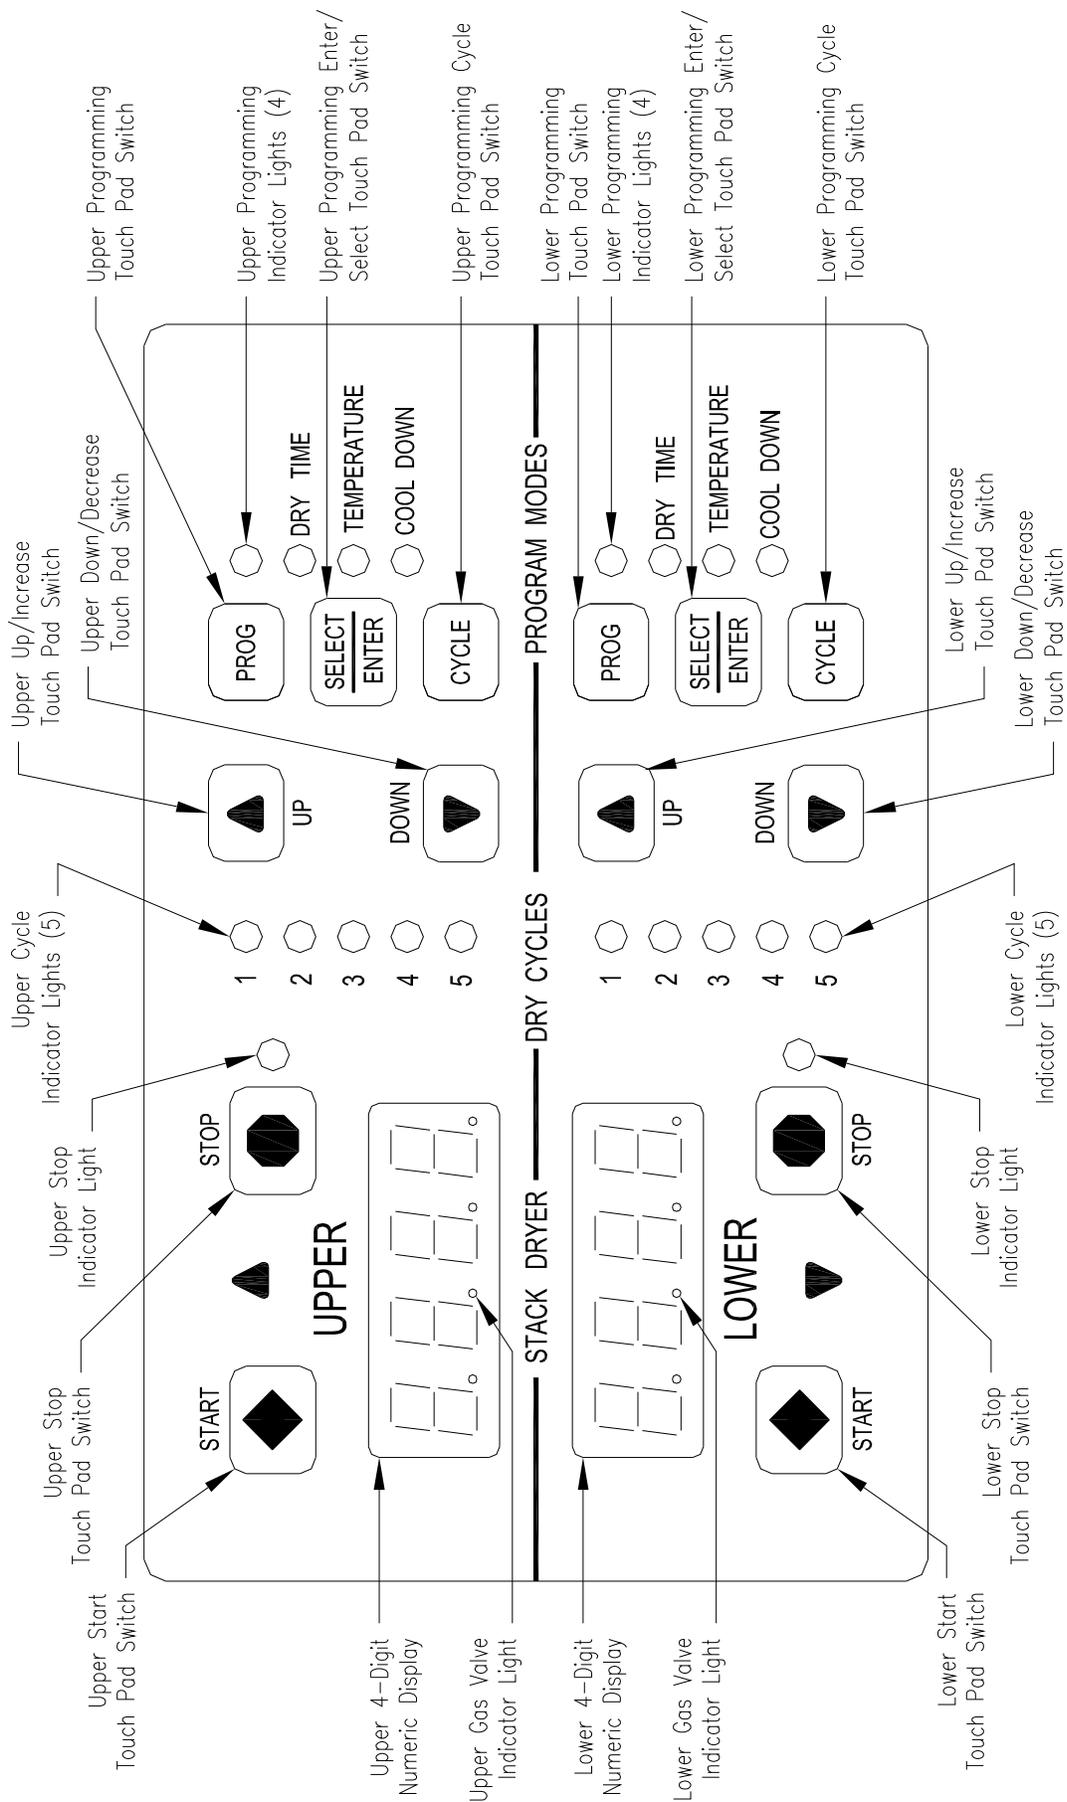 Upper Start
Touch Pad Switch
Upper Stop
Touch Pad Switch
Upper Stop
Indicator Light
Upper Cycle
Indicator Lights (5)
Upper Up/Increase
Touch Pad Switch
Upper Down/Decrease
Touch Pad Switch
Upper Programming
Touch Pad Switch
Upper Programming
Indicator Lights (4)
Upper Programming Enter/
Select Touch Pad Switch
Upper Programming Cycle
Touch Pad Switch
Lower Programming
Touch Pad Switch
Lower Programming
Indicator Lights (4)
Lower Programming Enter/
Select Touch Pad Switch
Lower Programming Cycle
Touch Pad Switch
Upper 4-Digit
Numeric Display
Upper Gas Valve
Indicator Light
Lower 4-Digit
Numeric Display
Lower Gas Valve
Indicator Light
START
STOP
UPPER
1
2
3
4
5
UP
DOWN
PROG
SELECT
ENTER
CYCLE
DRY TIME
TEMPERATURE
COOL DOWN
STACK DRYER
DRY CYCLES
PROGRAM MODES
LOWER
START
STOP
1
2
3
4
5
UP
DOWN
PROG
SELECT
ENTER
CYCLE
DRY TIME
TEMPERATURE
COOL DOWN
Lower Start
Touch Pad Switch
Lower Stop
Touch Pad Switch
Lower Stop
Indicator Light
Lower Cycle
Indicator Lights (5)
Lower Up/Increase
Touch Pad Switch
Lower Down/Decrease
Touch Pad Switch